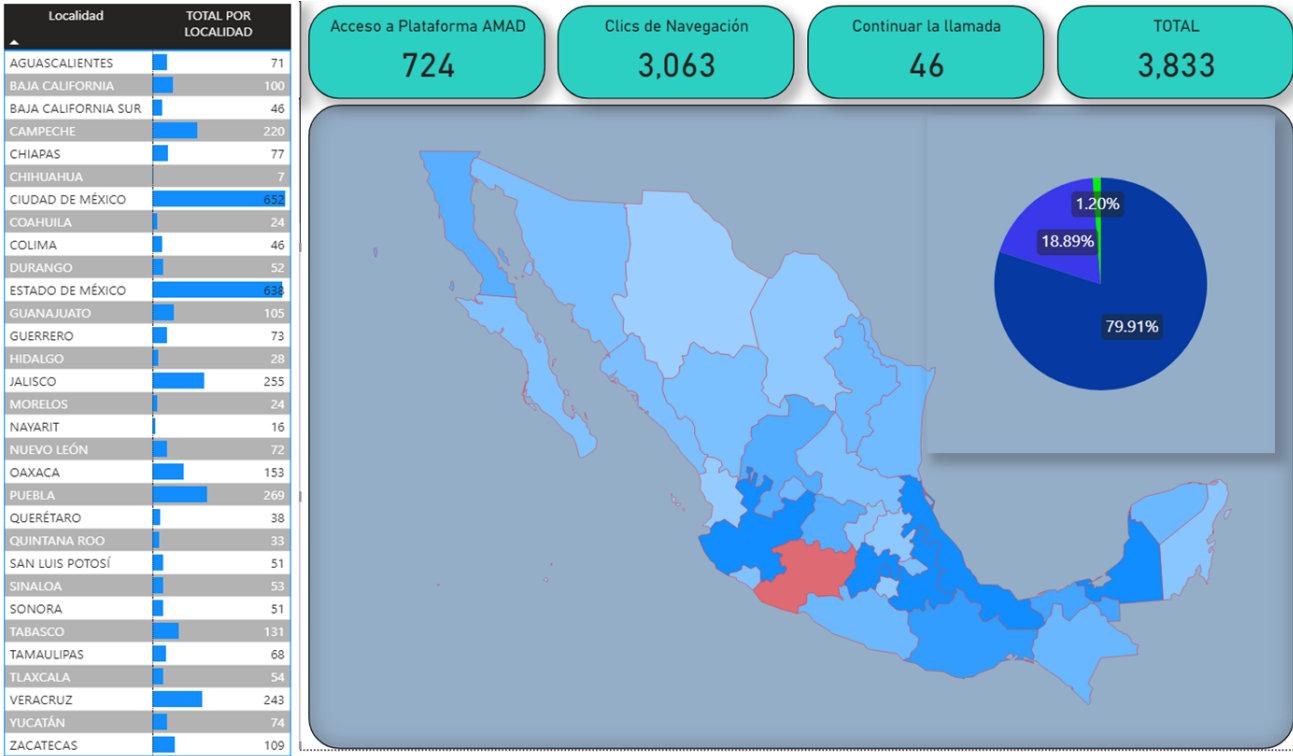 Localidad TOTAL POR
LOCALIDAD
AGUASCALIENTES 71
BAJA CALIFORNIA 100
BAJA CALIFORNIA SUR 46
CAMPECHE 220
CHIAPAS 77
CHIHUAHUA 7
CIUDAD DE MÉXICO 652
COAHUILA 24
COLIMA 46
DURANGO 52
ESTADO DE MÉXICO 638
GUANAJUATO 105
GUERRERO 73
HIDALGO 28
JALISCO 255
MORELOS 24
NAYARIT 16
NUEVO LEÓN 72
OAXACA 153
PUEBLA 269
QUERÉTARO 38
QUINTANA ROO 33
SAN LUIS POTOSÍ 51
SINALOA 53
SONORA 51
TABASCO 131
TAMAULIPAS 68
TLAXCALA 54
VERACRUZ 243
YUCATÁN 74
ZACATECAS 109
Acceso a Plataforma AMAD
724
Clics de Navegación
3,063
Continuar la llamada
46
TOTAL
3,833
1.20%
18.89%
79.91%